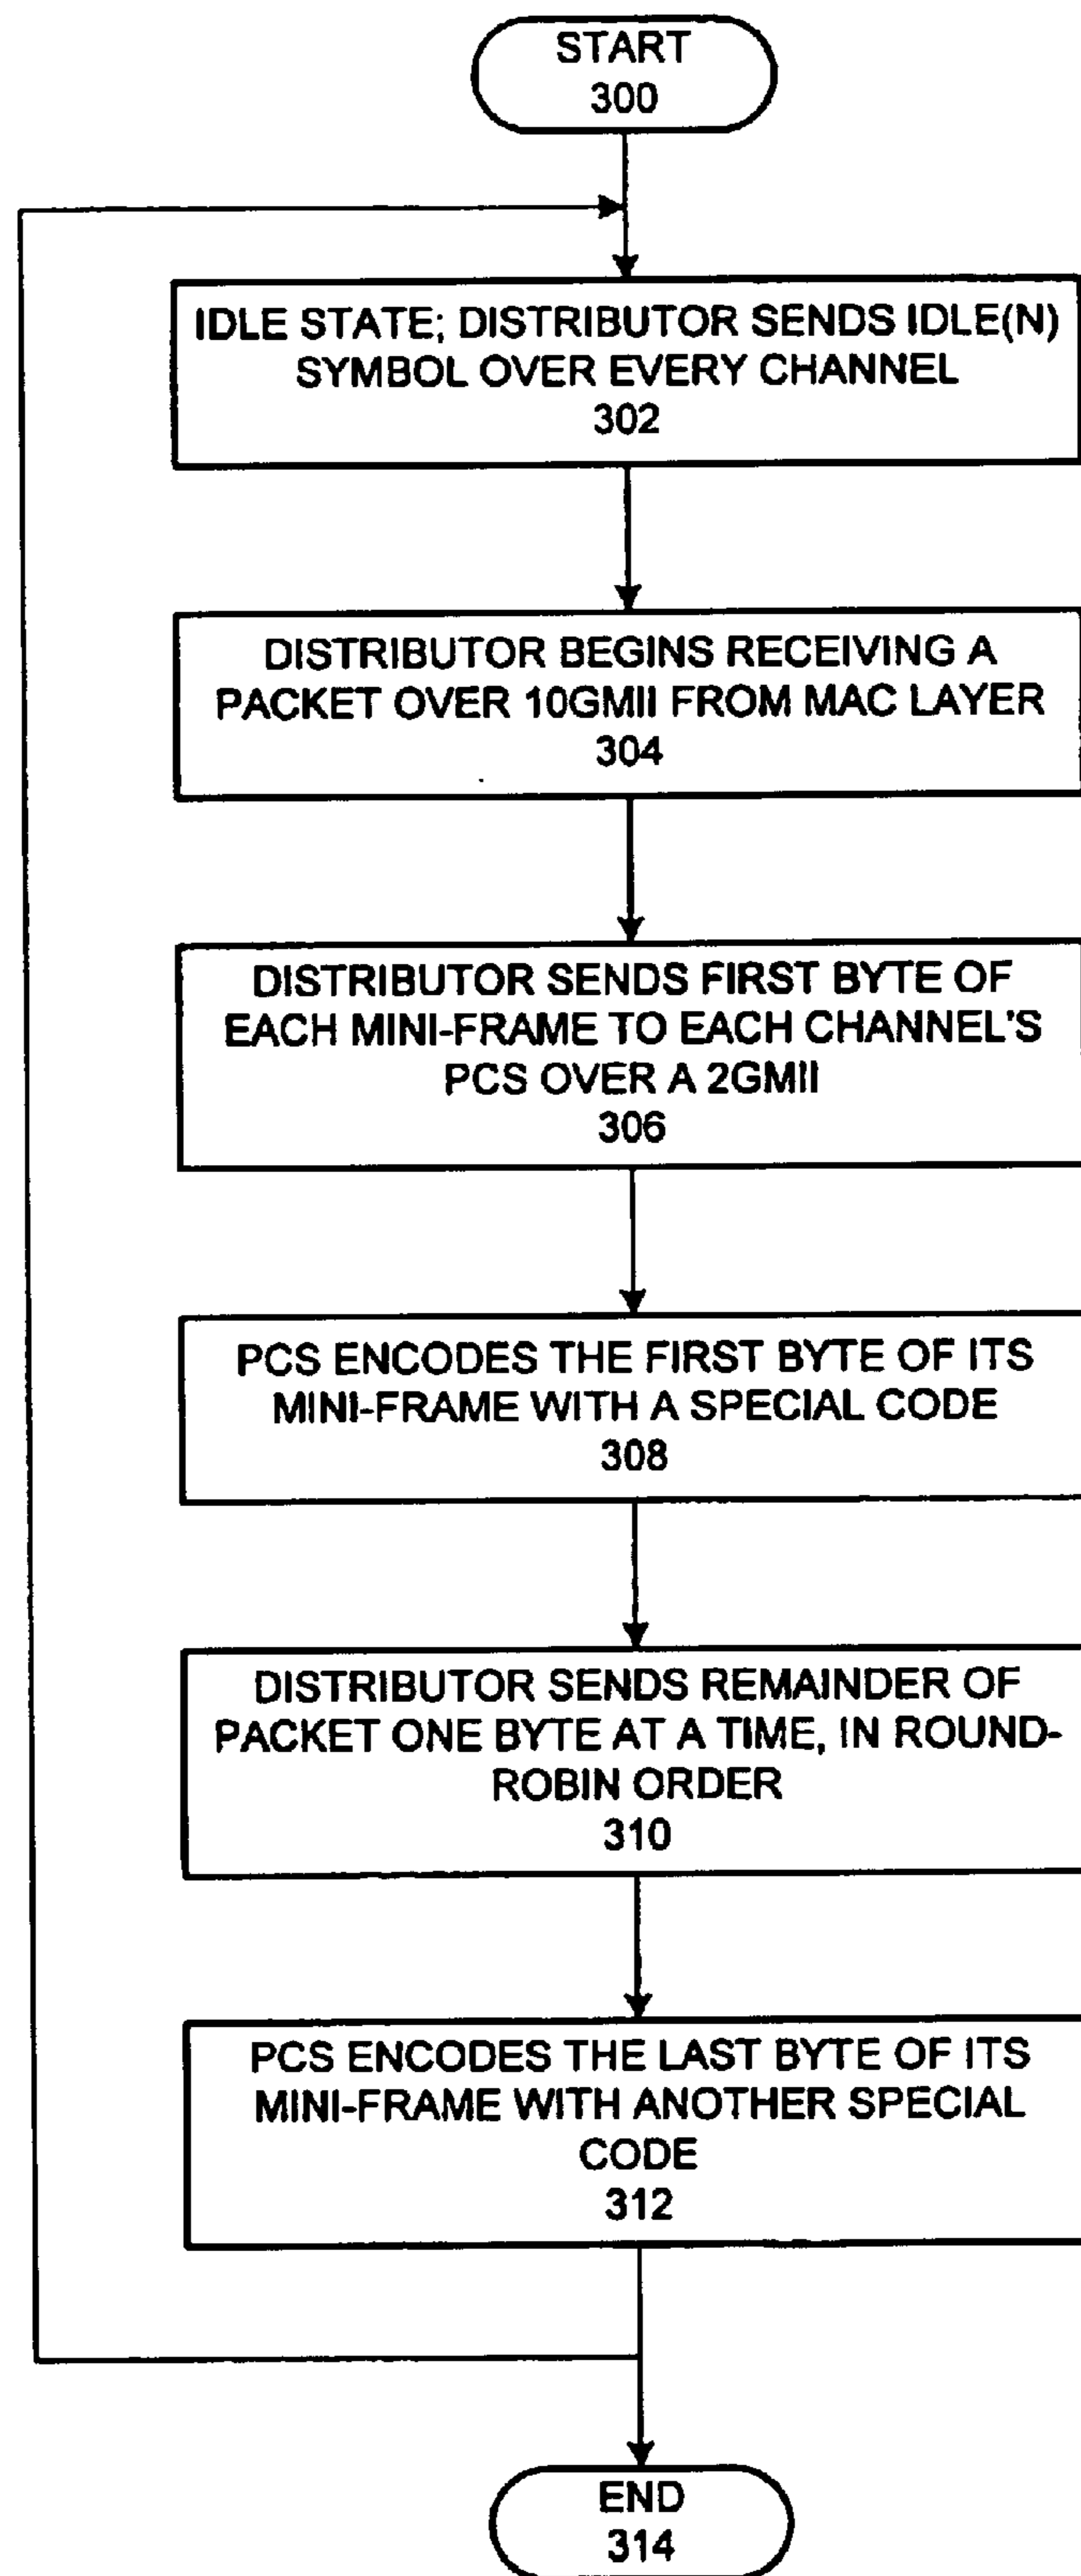 START
300
IDLE STATE; DISTRIBUTOR SENDS IDLE(N)
SYMBOL OVER EVERY CHANNEL
302
DISTRIBUTOR BEGINS RECEIVING A
PACKET OVER 10GMII FROM MAC LAYER
304
DISTRIBUTOR SENDS FIRST BYTE OF
EACH MINI-FRAME TO EACH CHANNEL'S
PCS OVER A 2GMII
306
PCS ENCODES THE FIRST BYTE OF ITS
MINI-FRAME WITH A SPECIAL CODE
308
DISTRIBUTOR SENDS REMAINDER OF
PACKET ONE BYTE AT A TIME, IN ROUND-
ROBIN ORDER
310
PCS ENCODES THE LAST BYTE OF ITS
MINI-FRAME WITH ANOTHER SPECIAL
CODE
312
END
314